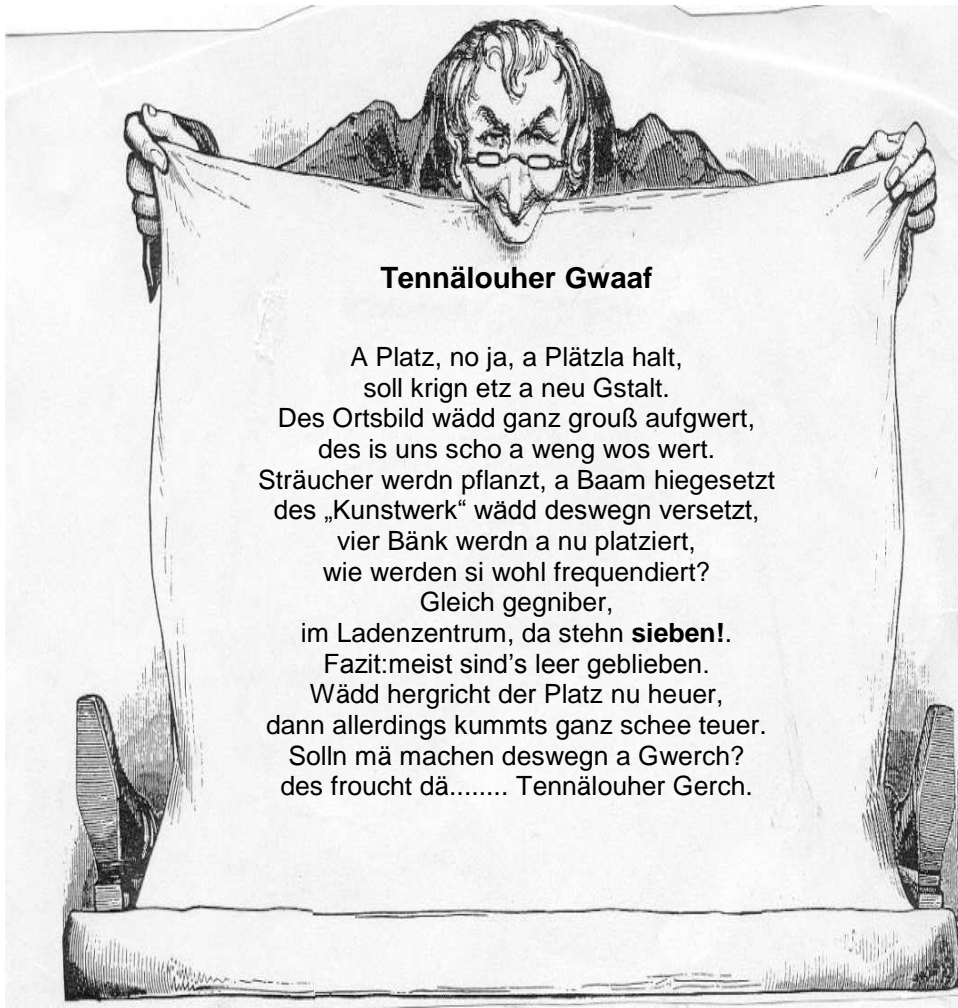 Tennälouher Gwaaf
A Platz, no ja, a Plätzla halt,
soll krign etz a neu Gstalt.
Des Ortsbild wädd ganz grouß aufgwert,
des is uns scho a weng wos wert.
Sträucher werdn pflanzt, a Baam hiegesetzt
des „Kunstwerk“ wädd deswegn versetzt,
vier Bänk werdn a nu platziert,
wie werden si wohl frequendiert?
Gleich gegniber,
im Ladenzentrum, da stehn sieben!.
Fazit:meist sind's leer geblieben.
Wädd hergricht der Platz nu heuer,
dann allerdings kummts ganz schee teuer.
Solln mä machen deswegn a Gwerch?
des froucht dä........ Tennälouher Gerch.